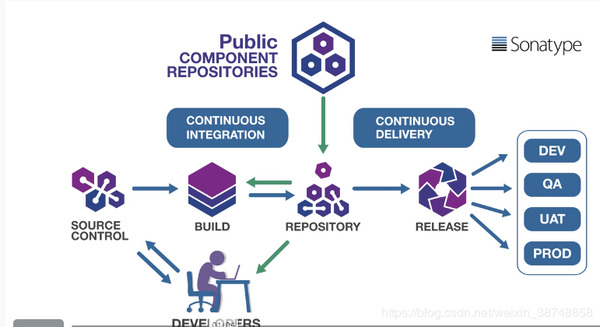 Public
COMPONENT
REPOSITORIES
Sonatype
CONTINUOUS
INTEGRATION
CONTINUOUS
DELIVERY
DEV
QA
UAT
PROD
SOURCE
CONTROL
BUILD
REPOSITORY
RELEASE
DEVELOPERS
https://blog.csdn.net/weixin_38748858